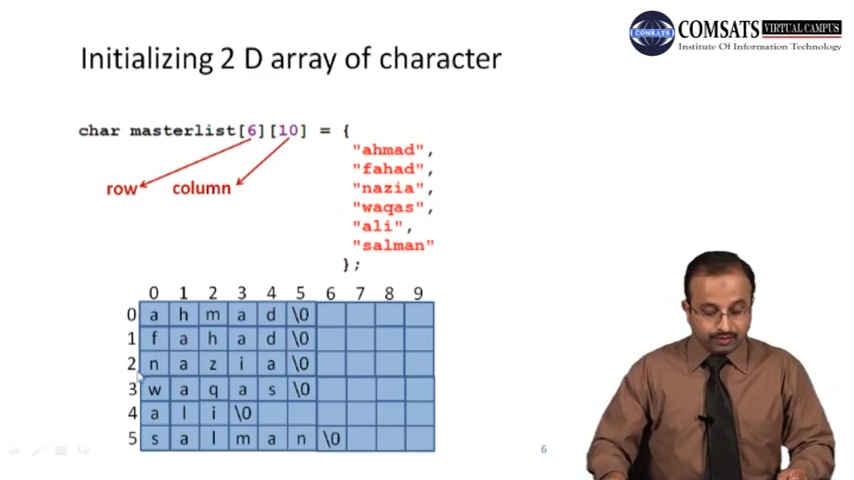 COMSATS VIRTUAL CAMPUS
Institute Of Information Technology
COMSATS
Initializing 2 D array of character
char masterlist[6][10] = {
"ahmad",
"fahad",
"nazia",
"waqas",
"ali",
"salman"
};
row column
0 1 2 3 4 5 6 7 8 9
0 a h m a d \0
1 f a h a d \0
2 n a z i a \0
3 w a q a s \0
4 a l i \0
5 s a l m a n \0
6